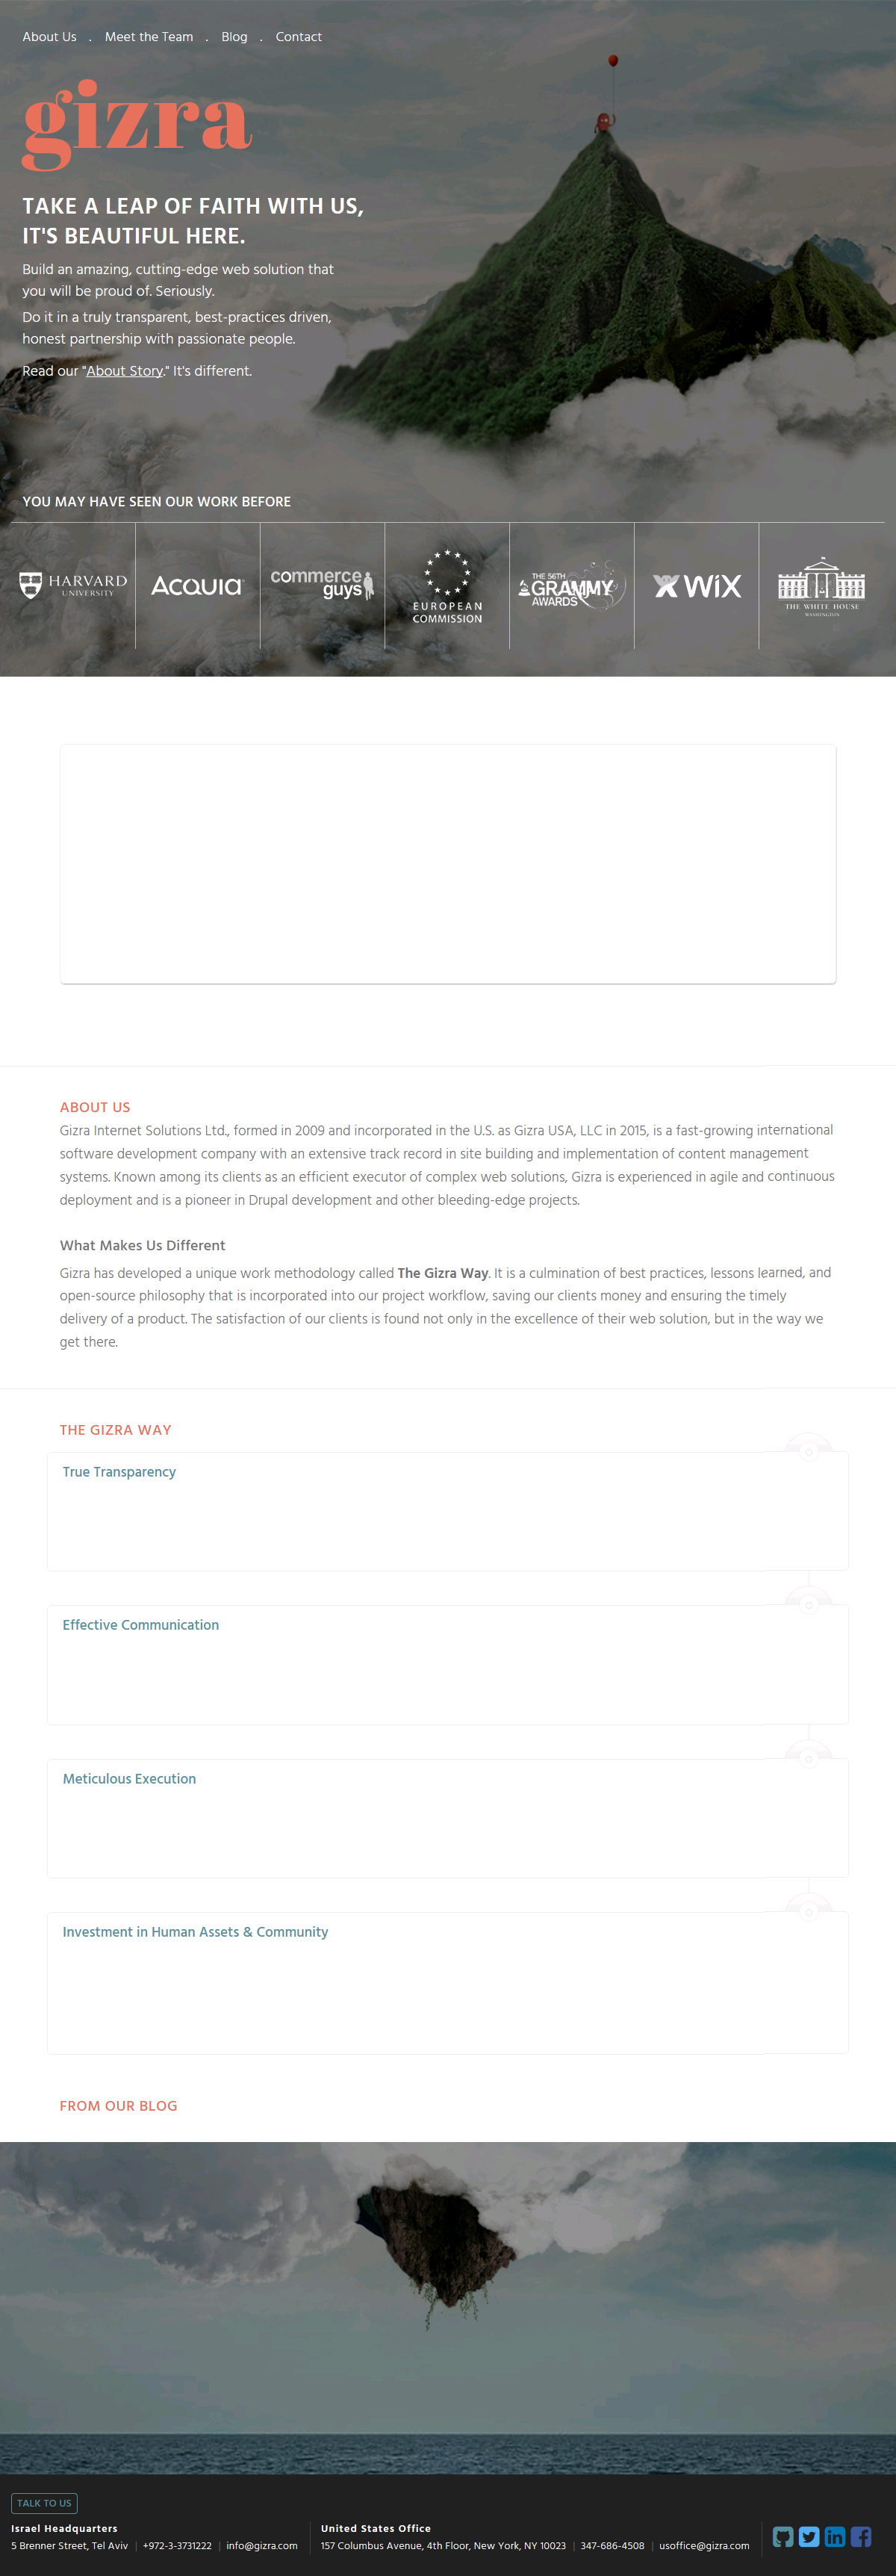 About Us . Meet the Team . Blog . Contact
gizra
TAKE A LEAP OF FAITH WITH US,
IT'S BEAUTIFUL HERE.
Build an amazing, cutting-edge web solution that
you will be proud of. Seriously.
Do it in a truly transparent, best-practices driven,
honest partnership with passionate people.
Read our "About Story." It's different.
YOU MAY HAVE SEEN OUR WORK BEFORE
HARVARD
UNIVERSITY
ACQUIA
commerce
guys
EUROPEAN
COMMISSION
THE 56TH
GRAMMY
AWARDS
WiX
THE WHITE HOUSE
WASHINGTON
ABOUT US
Gizra Internet Solutions Ltd., formed in 2009 and incorporated in the U.S. as Gizra USA, LLC in 2015, is a fast-growing international
software development company with an extensive track record in site building and implementation of content management
systems. Known among its clients as an efficient executor of complex web solutions, Gizra is experienced in agile and continuous
deployment and is a pioneer in Drupal development and other bleeding-edge projects.
What Makes Us Different
Gizra has developed a unique work methodology called The Gizra Way. It is a culmination of best practices, lessons learned, and
open-source philosophy that is incorporated into our project workflow, saving our clients money and ensuring the timely
delivery of a product. The satisfaction of our clients is found not only in the excellence of their web solution, but in the way we
get there.
THE GIZRA WAY
True Transparency
Effective Communication
Meticulous Execution
Investment in Human Assets & Community
FROM OUR BLOG
TALK TO US
Israel Headquarters
5 Brenner Street, Tel Aviv | +972-3-3731222 | info@gizra.com
United States Office
157 Columbus Avenue, 4th Floor, New York, NY 10023 | 347-686-4508 | usoffice@gizra.com